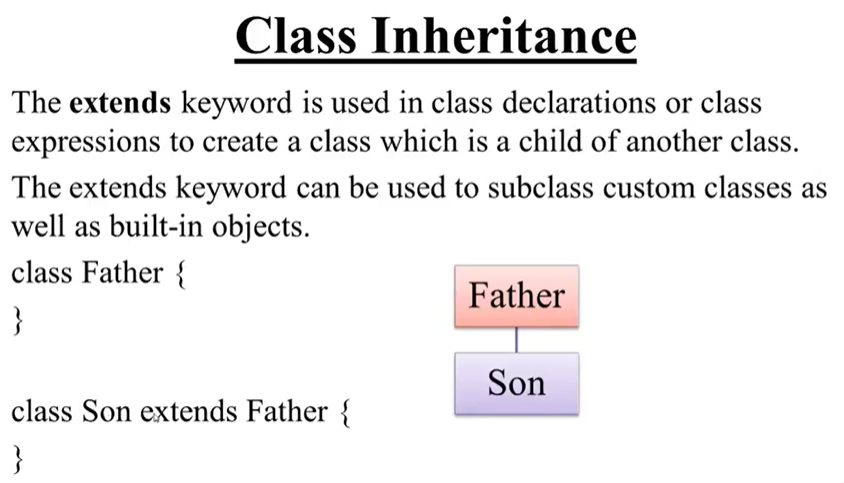 Class Inheritance
The extends keyword is used in class declarations or class
expressions to create a class which is a child of another class.
The extends keyword can be used to subclass custom classes as
well as built-in objects.
class Father {
}
class Son extends Father {
}
Father
Son